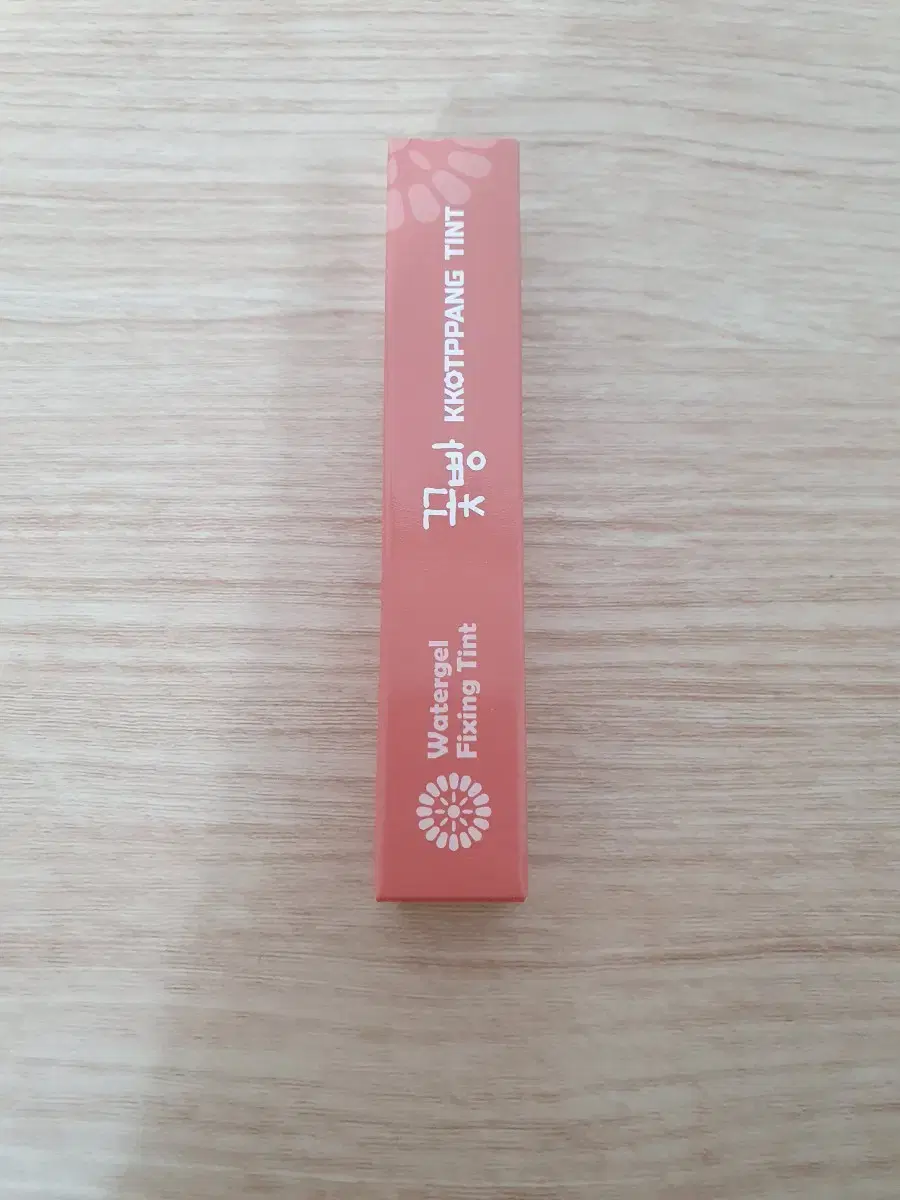 꽃빵 KKOTPPANG TINT
Watergel
Fixing Tint